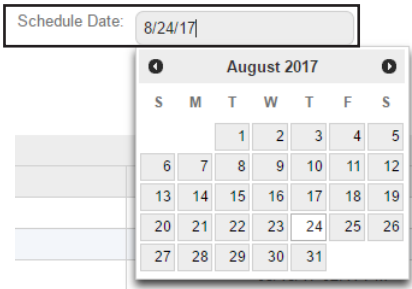 Schedule Date: 8/24/17
August 2017
S M T W T F S
1 2 3 4 5
6 7 8 9 10 11 12
13 14 15 16 17 18 19
20 21 22 23 24 25 26
27 28 29 30 31